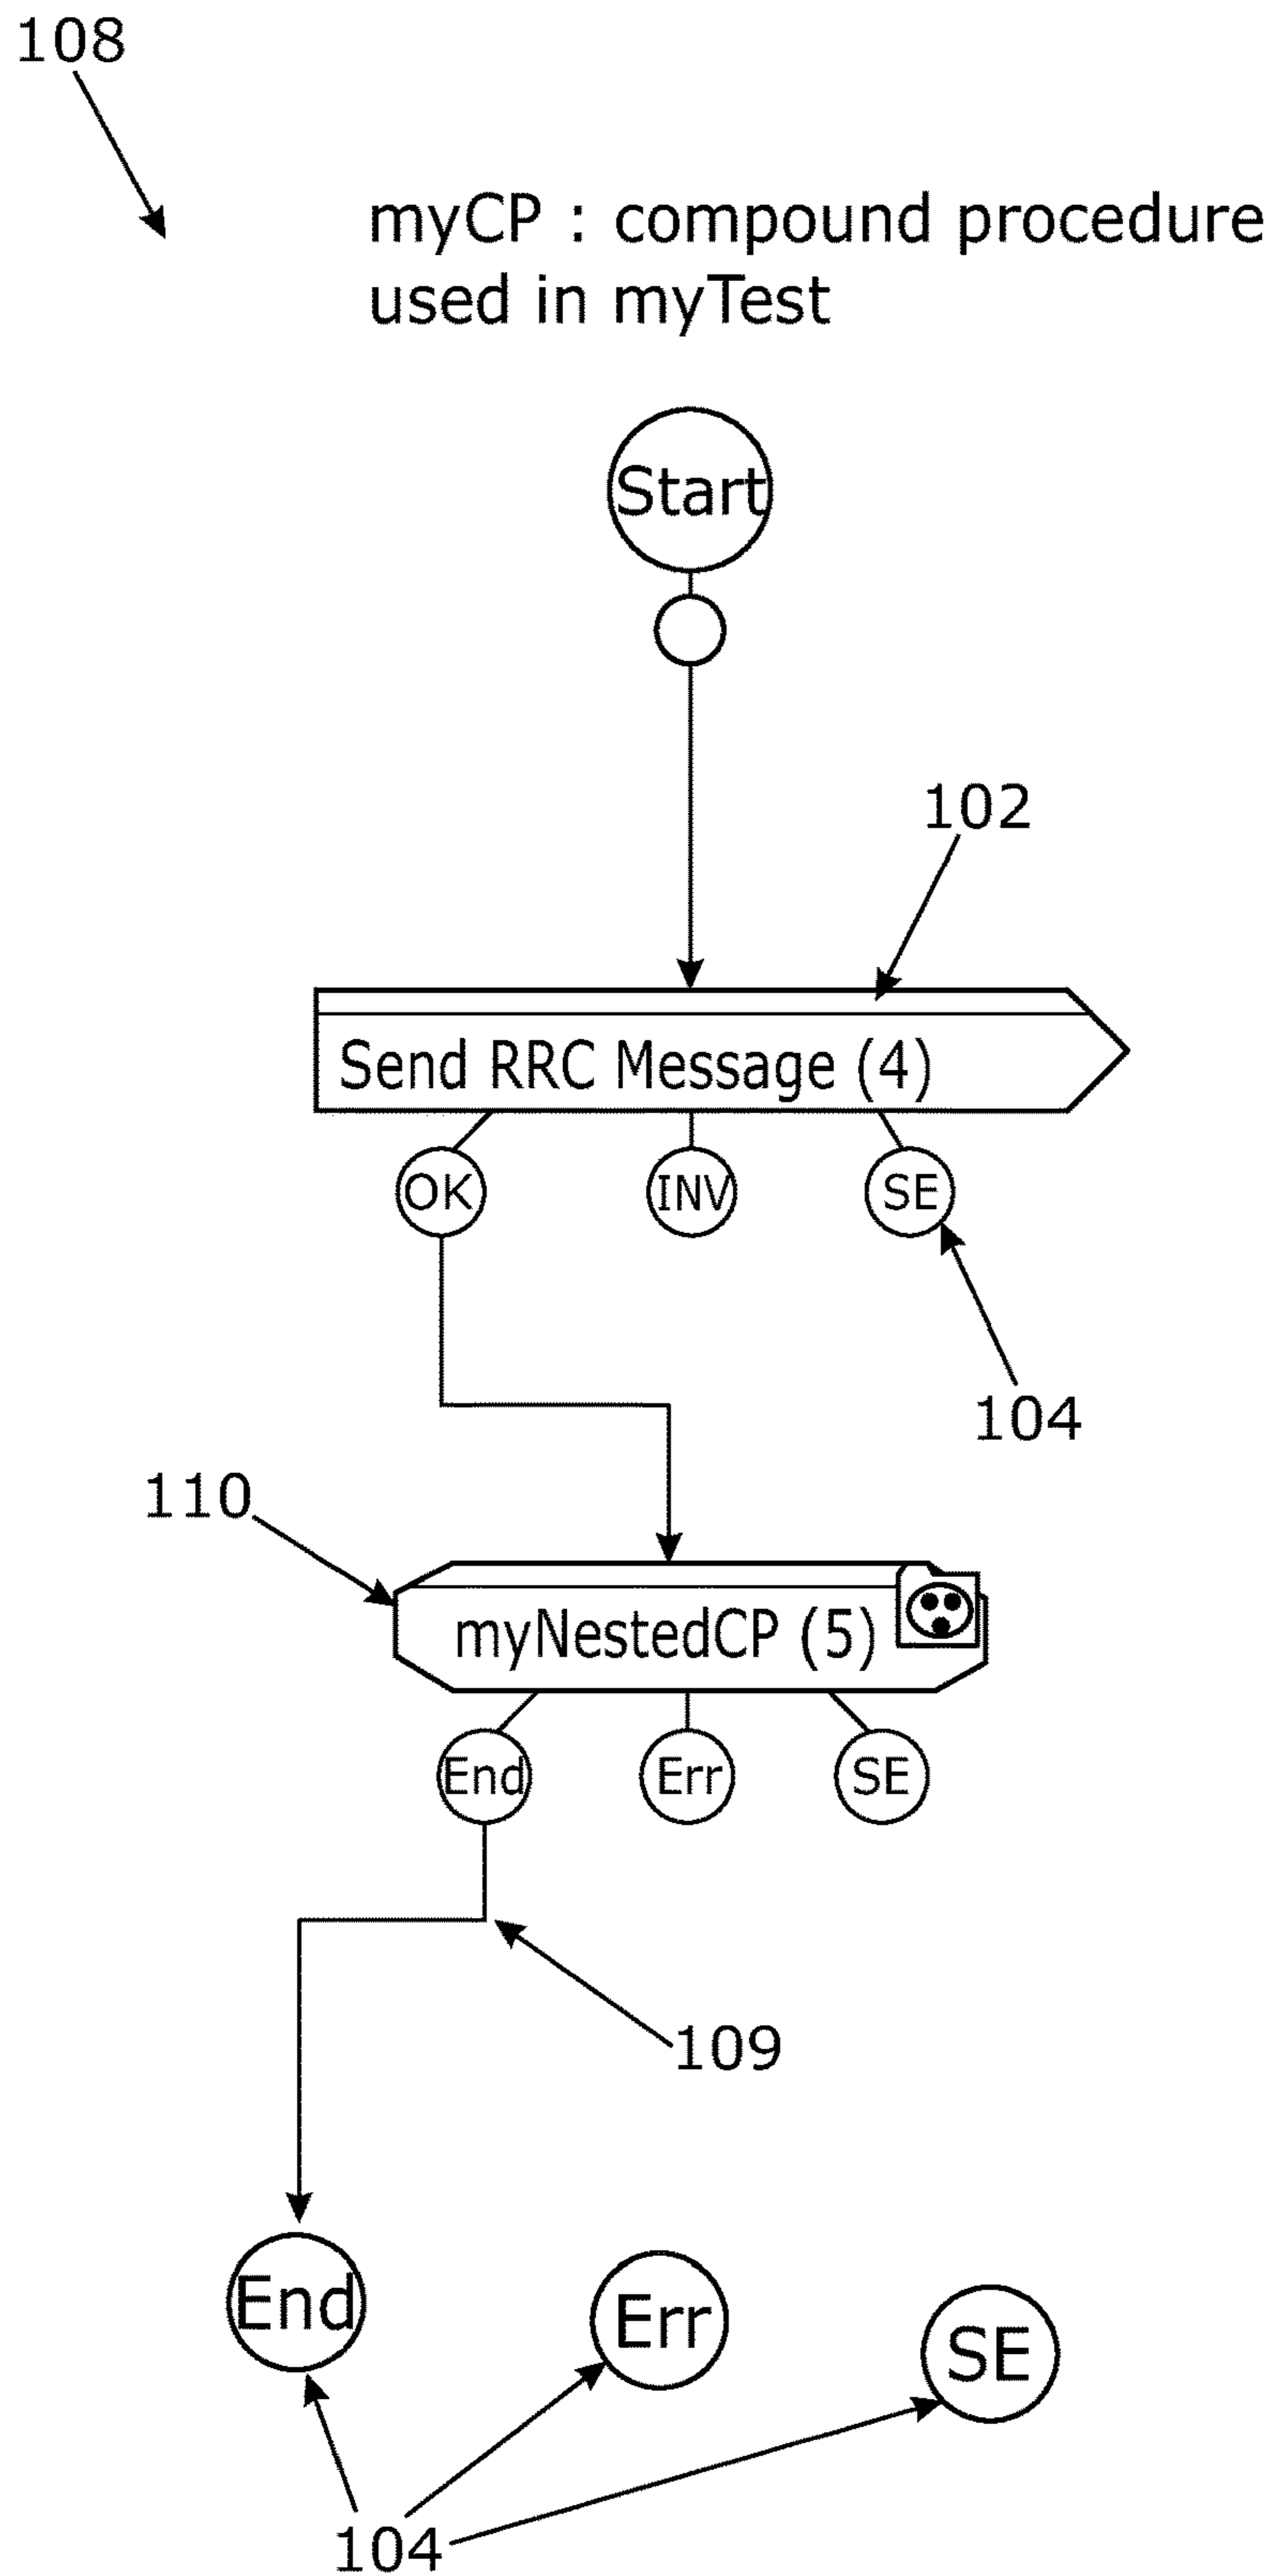 108
myCP : compound procedure
used in myTest
Start
102
Send RRC Message (4)
OK INV SE
104
110
myNestedCP (5)
End Err SE
109
End Err SE
104